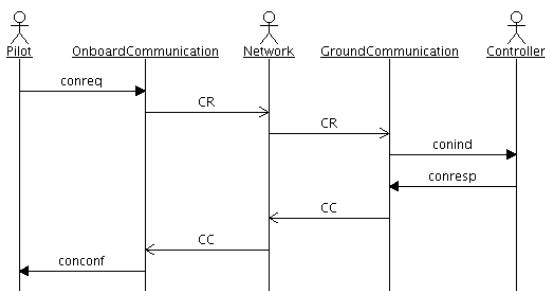 Pilot OnboardCommunication Network GroundCommunication Controller
conreq
CR
CR
conind
conresp
CC
CC
conconf